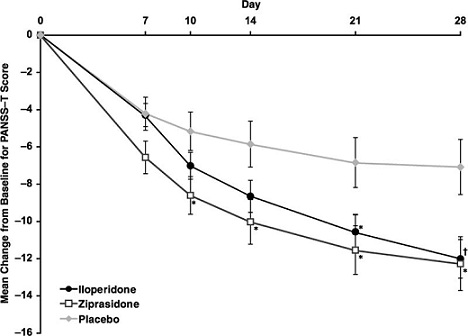 Day
0 7 10 14 21 28
0
−2
−4
−6
−8
*
−10
*
*
†
−12
*
*
−14
−16
Mean Change from Baseline for PANSS–T Score
Iloperidone
Ziprasidone
Placebo